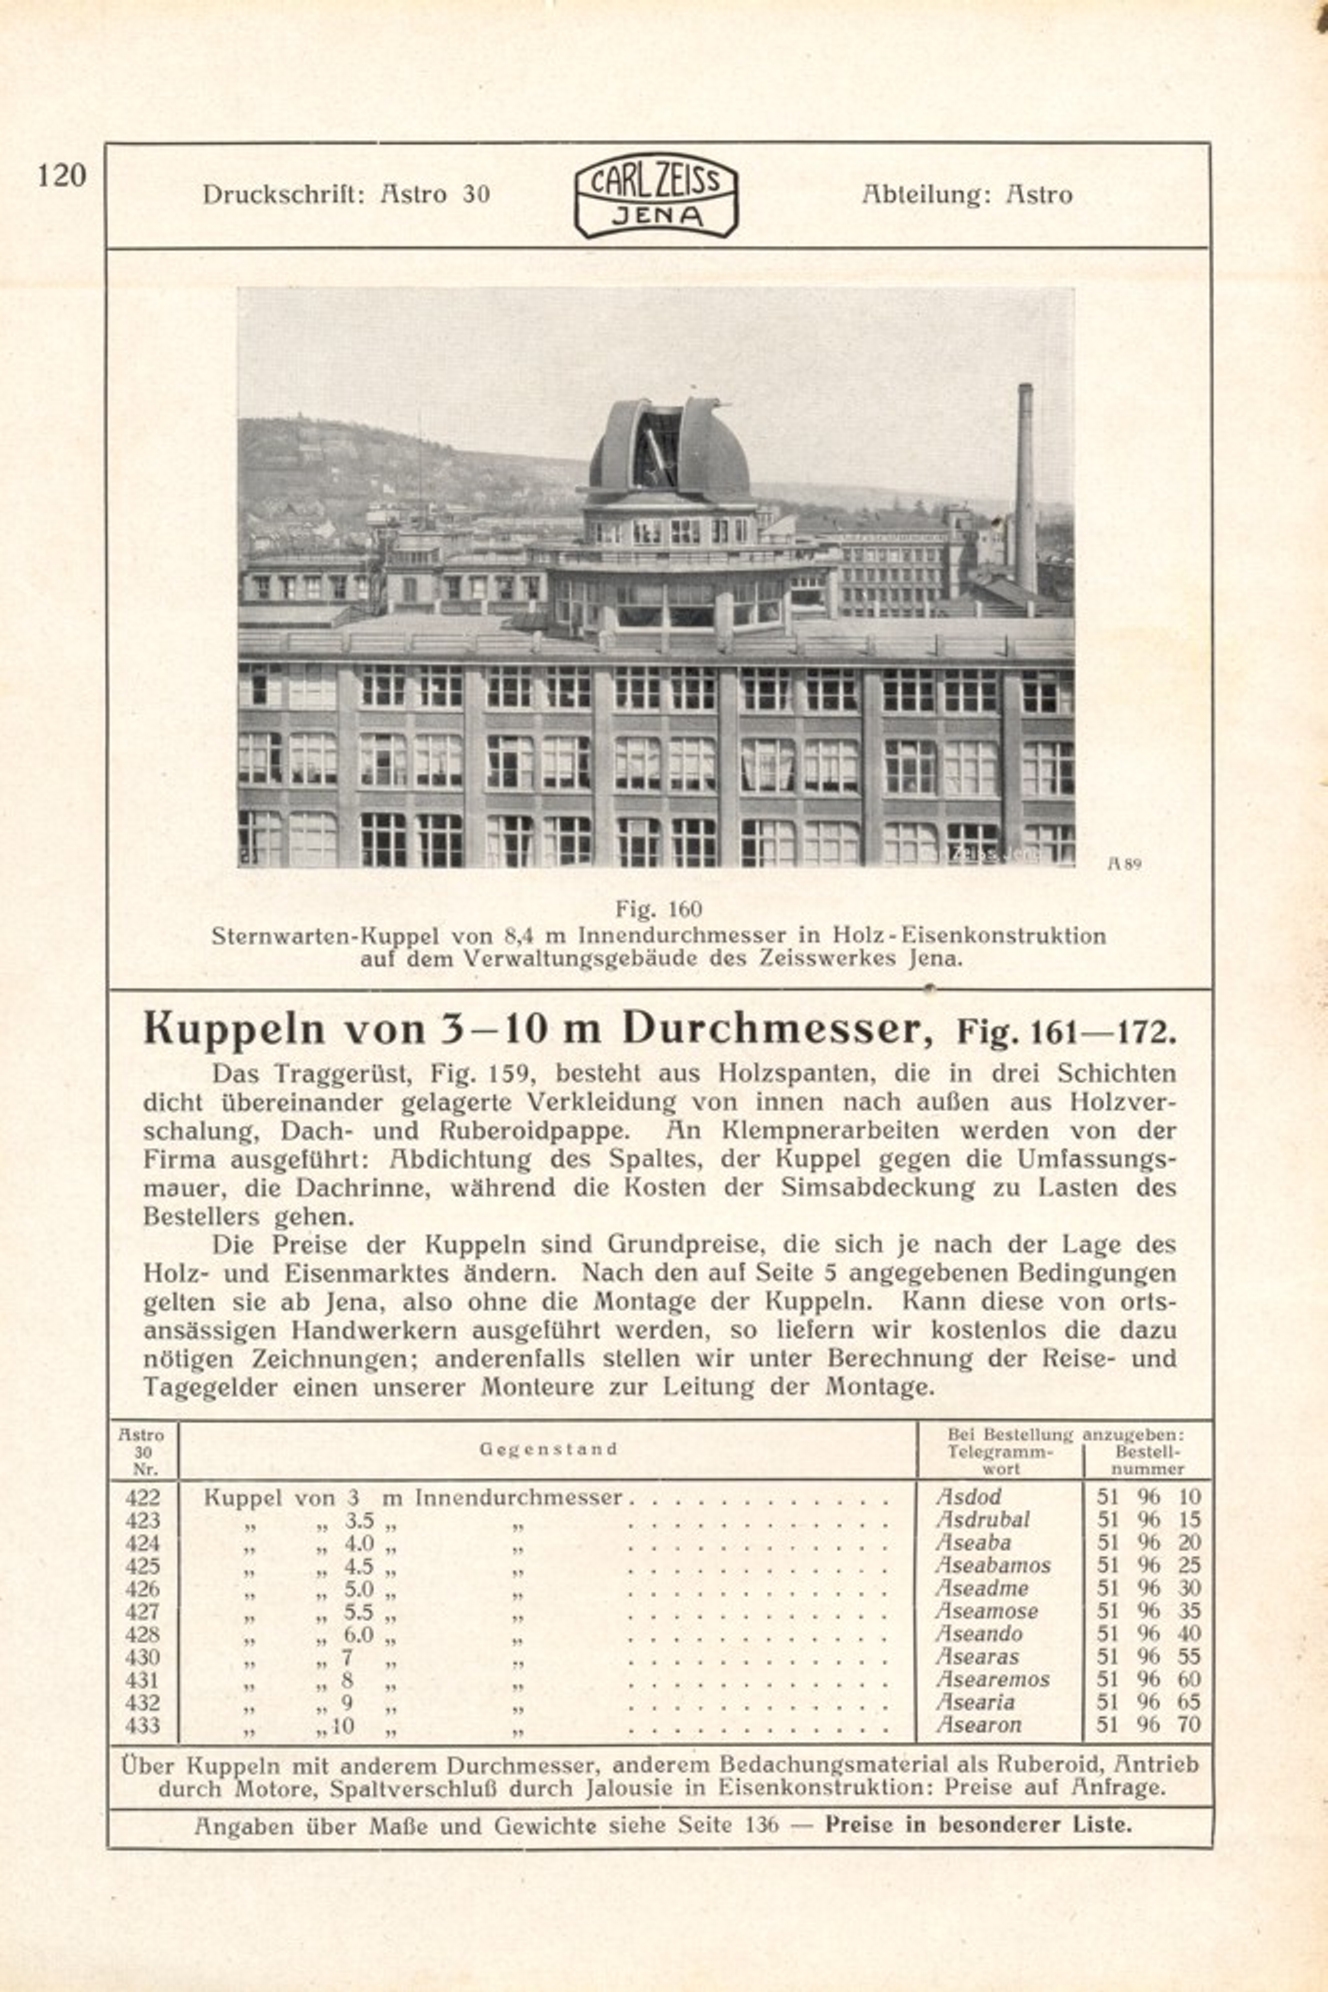 120
Druckschrift: Astro 30
CARL ZEISS
JENA
Abteilung: Astro
Zeiss Jena
A 89
Fig. 160
Sternwarten-Kuppel von 8,4 m Innendurchmesser in Holz-Eisenkonstruktion
auf dem Verwaltungsgebäude des Zeisswerkes Jena.
Kuppeln von 3—10 m Durchmesser, Fig. 161—172.
Das Traggerüst, Fig. 159, besteht aus Holzspanten, die in drei Schichten
dicht übereinander gelagerte Verkleidung von innen nach außen aus Holzver-
schalung, Dach- und Ruberoidpappe. An Klempnerarbeiten werden von der
Firma ausgeführt: Abdichtung des Spaltes, der Kuppel gegen die Umfassungs-
mauer, die Dachrinne, während die Kosten der Simsabdeckung zu Lasten des
Bestellers gehen.
Die Preise der Kuppeln sind Grundpreise, die sich je nach der Lage des
Holz- und Eisenmarktes ändern. Nach den auf Seite 5 angegebenen Bedingungen
gelten sie ab Jena, also ohne die Montage der Kuppeln. Kann diese von orts-
ansässigen Handwerkern ausgeführt werden, so liefern wir kostenlos die dazu
nötigen Zeichnungen; anderenfalls stellen wir unter Berechnung der Reise- und
Tagegelder einen unserer Monteure zur Leitung der Montage.
Astro
30
Nr.
Gegenstand
Bei Bestellung anzugeben:
Telegramm-
wort
Bestell-
nummer
422 Kuppel von 3 m Innendurchmesser . . . . . . . . . . . . Asdod 51 96 10
423 „ „ 3.5 „ „ . . . . . . . . . . . . Asdrubal 51 96 15
424 „ „ 4.0 „ „ . . . . . . . . . . . . Aseaba 51 96 20
425 „ „ 4.5 „ „ . . . . . . . . . . . . Aseabamos 51 96 25
426 „ „ 5.0 „ „ . . . . . . . . . . . . Aseadme 51 96 30
427 „ „ 5.5 „ „ . . . . . . . . . . . . Aseamose 51 96 35
428 „ „ 6.0 „ „ . . . . . . . . . . . . Aseando 51 96 40
430 „ „ 7 „ „ . . . . . . . . . . . . Asearas 51 96 55
431 „ „ 8 „ „ . . . . . . . . . . . . Asearemos 51 96 60
432 „ „ 9 „ „ . . . . . . . . . . . . Asearia 51 96 65
433 „ „ 10 „ „ . . . . . . . . . . . . Asearon 51 96 70
Über Kuppeln mit anderem Durchmesser, anderem Bedachungsmaterial als Ruberoid, Antrieb
durch Motore, Spaltverschluß durch Jalousie in Eisenkonstruktion: Preise auf Anfrage.
Angaben über Maße und Gewichte siehe Seite 136 — Preise in besonderer Liste.